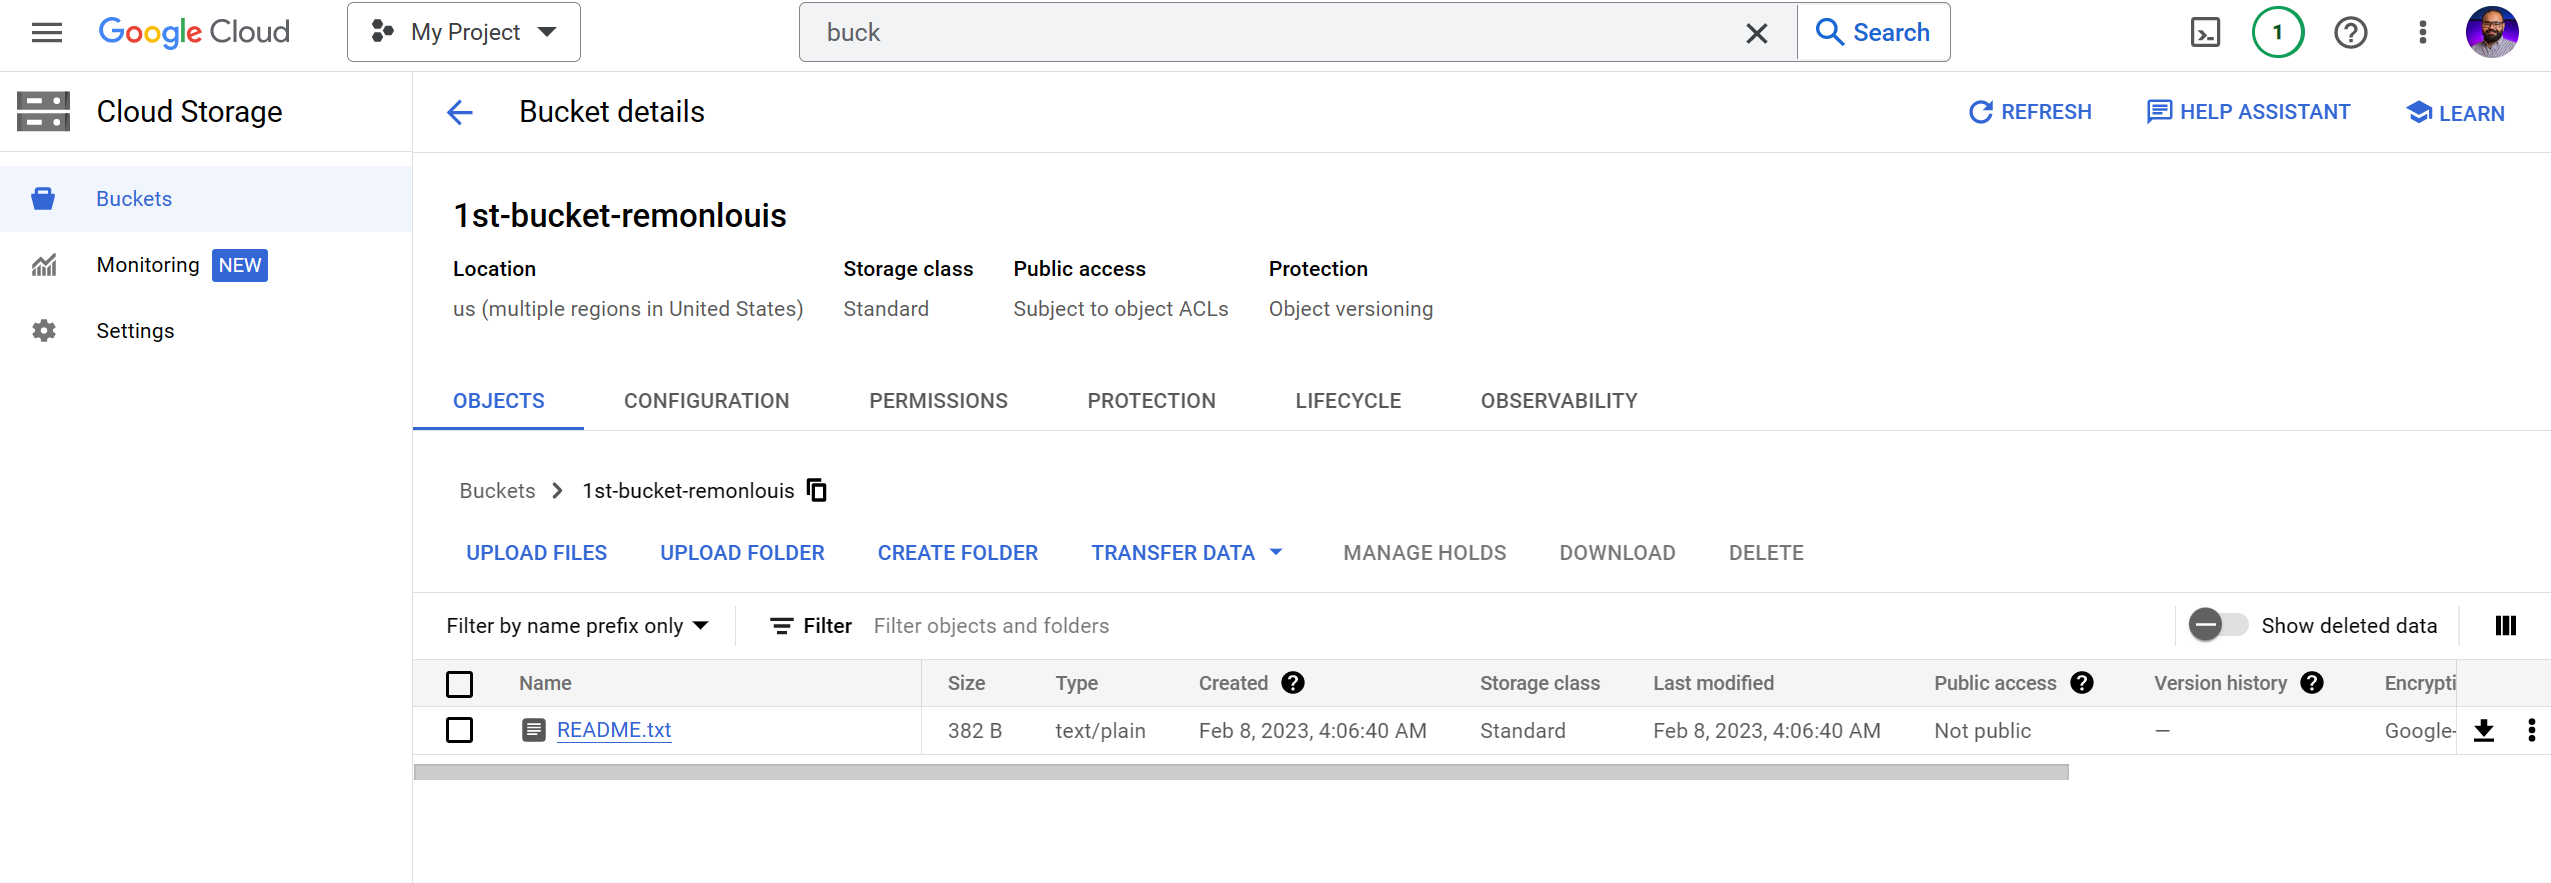 Google Cloud My Project buck Search 1
Cloud Storage Bucket details REFRESH HELP ASSISTANT LEARN
Buckets
Monitoring NEW
Settings
1st-bucket-remonlouis
Location Storage class Public access Protection
us (multiple regions in United States) Standard Subject to object ACLs Object versioning
OBJECTS CONFIGURATION PERMISSIONS PROTECTION LIFECYCLE OBSERVABILITY
Buckets 1st-bucket-remonlouis
UPLOAD FILES UPLOAD FOLDER CREATE FOLDER TRANSFER DATA MANAGE HOLDS DOWNLOAD DELETE
Filter by name prefix only Filter Filter objects and folders Show deleted data
Name Size Type Created Storage class Last modified Public access Version history Encrypti
README.txt 382 B text/plain Feb 8, 2023, 4:06:40 AM Standard Feb 8, 2023, 4:06:40 AM Not public — Google-